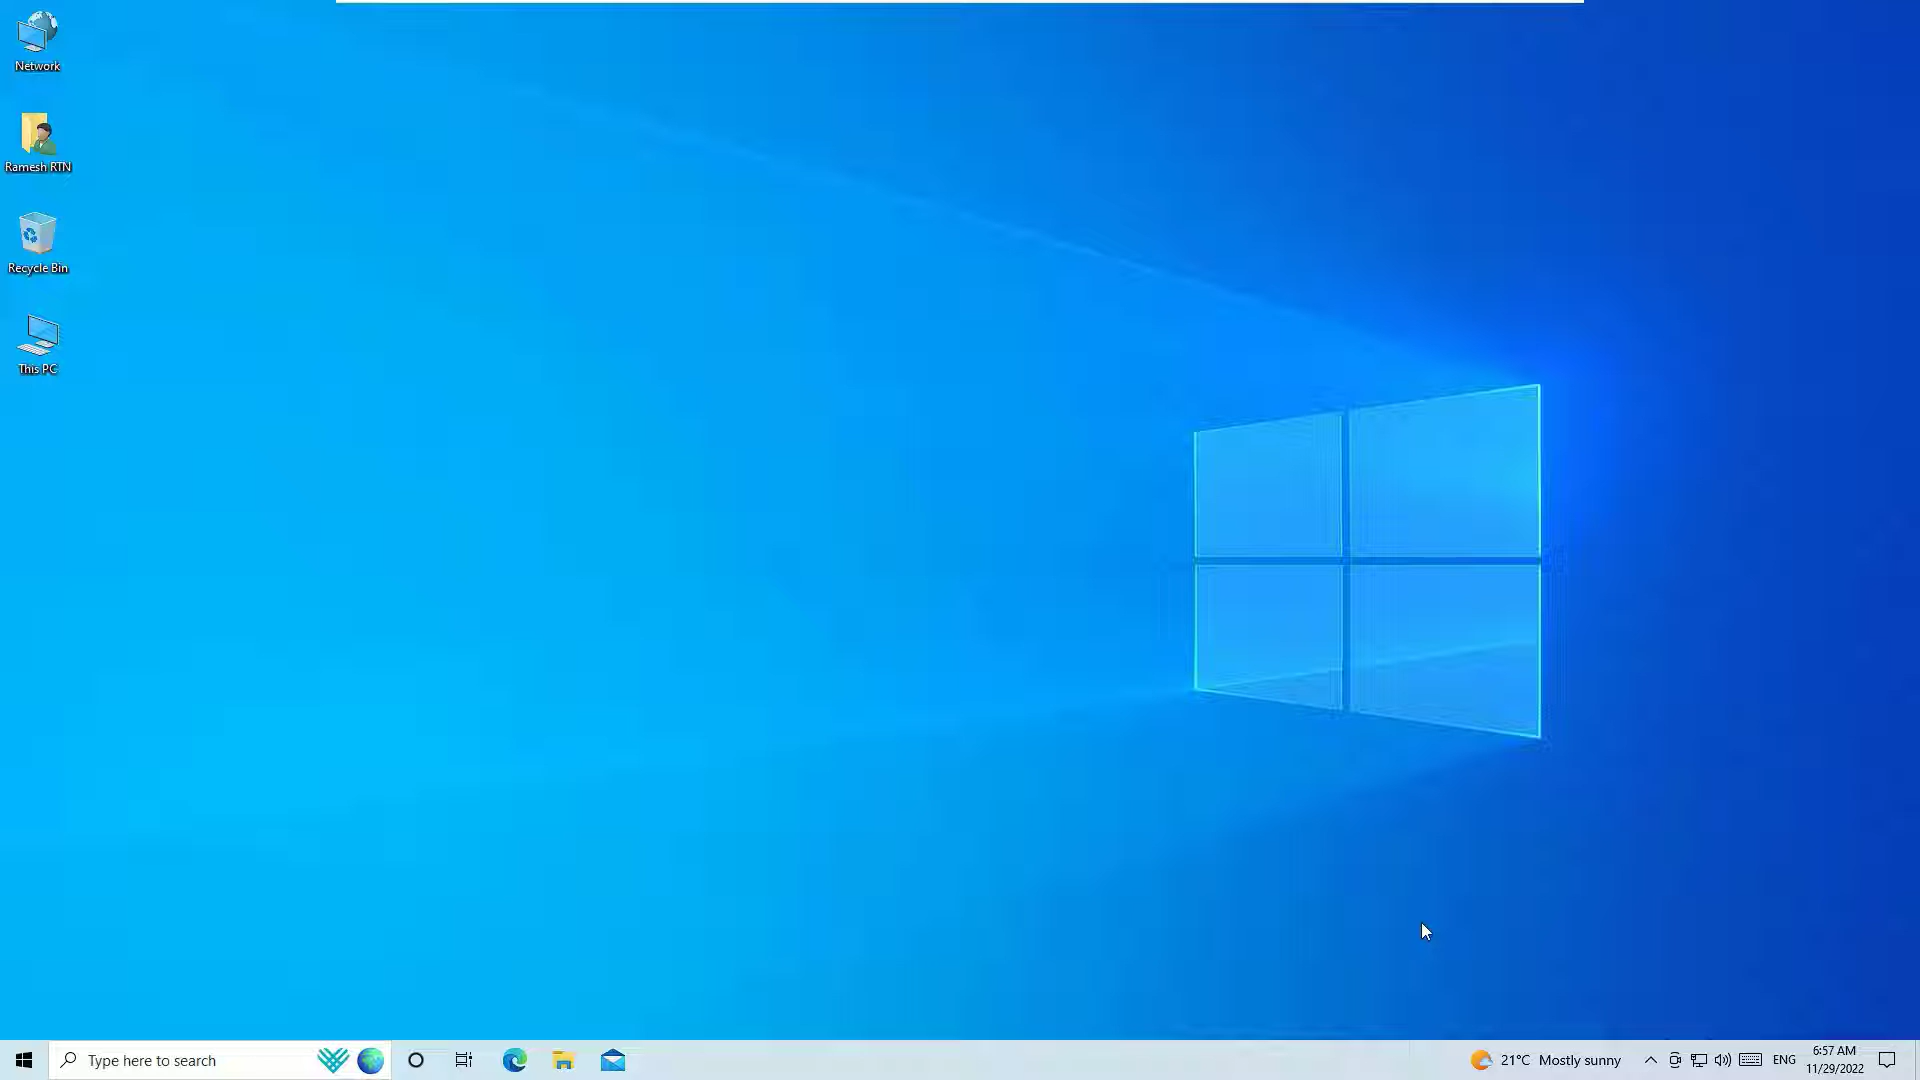 Network
Ramesh RTN
Recycle Bin
This PC
Type here to search
21°C Mostly sunny
ENG
6:57 AM
11/29/2022